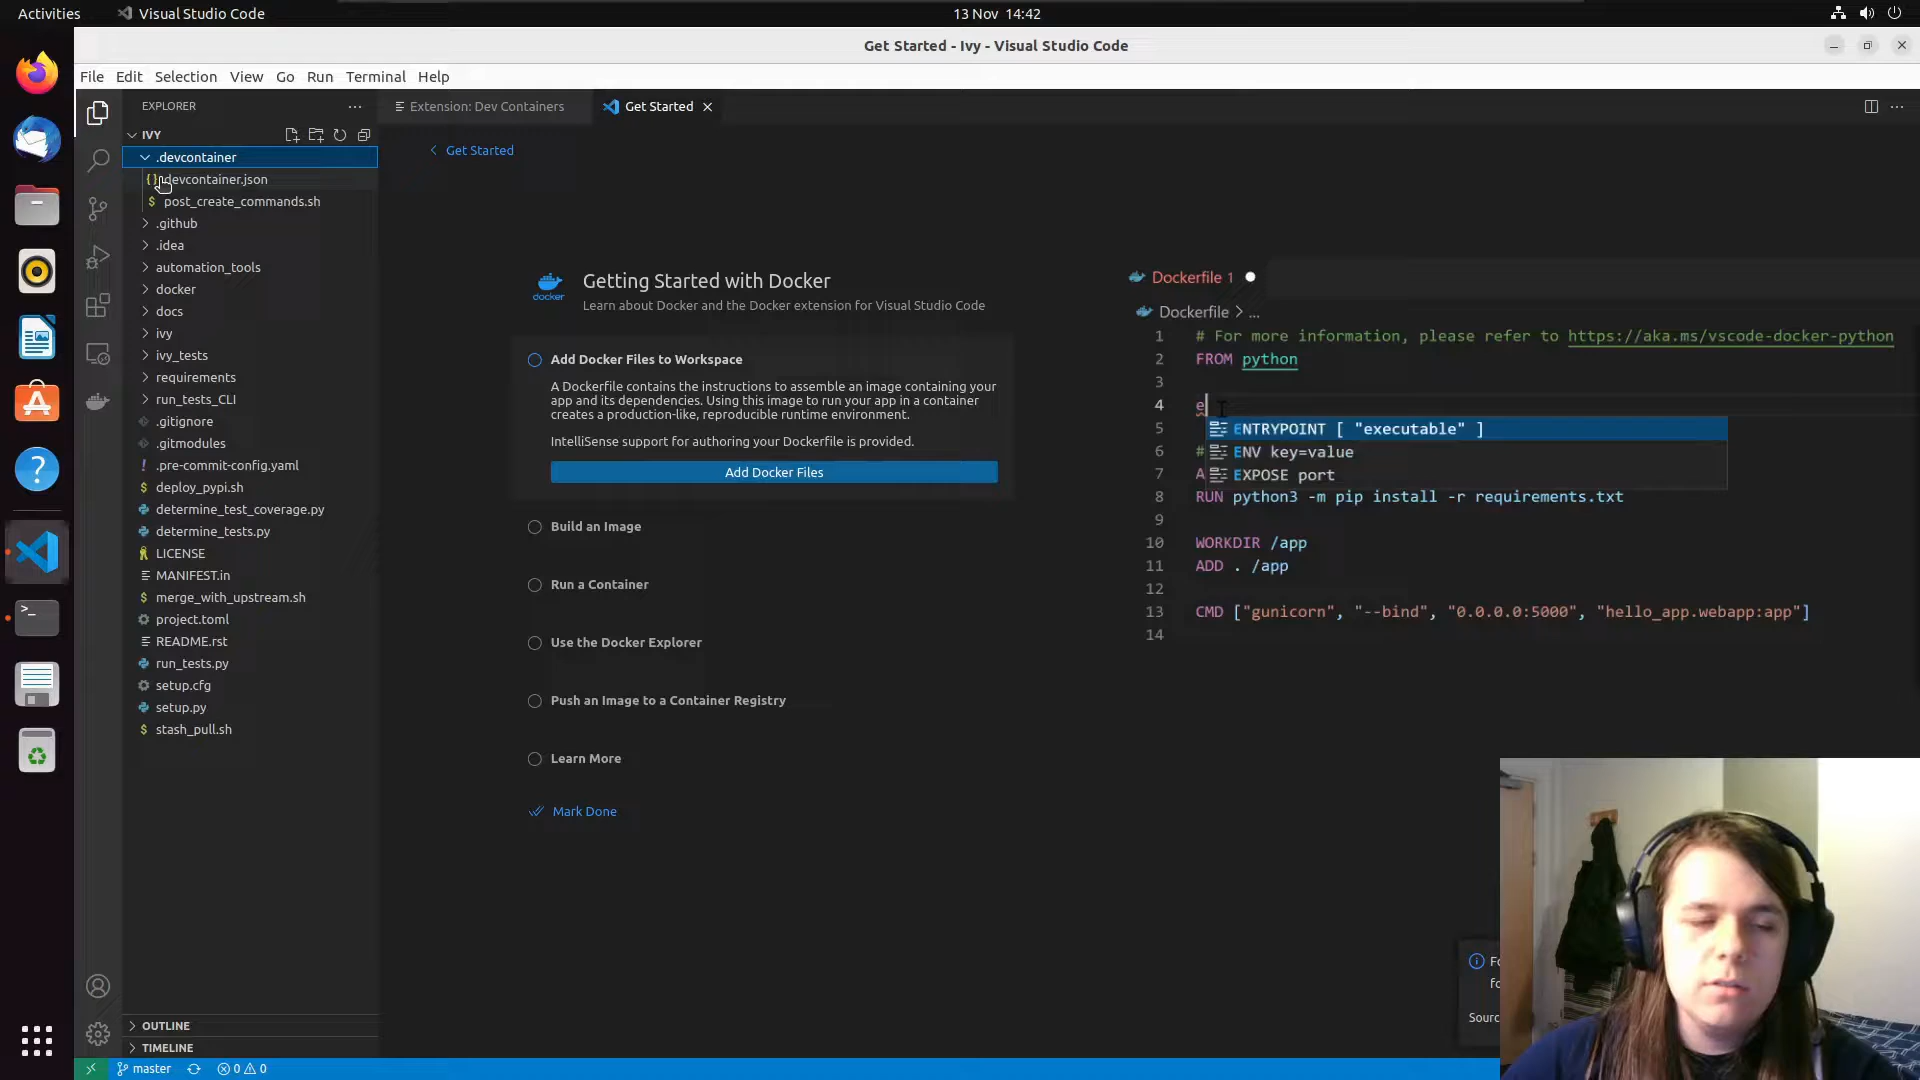 Activities
Visual Studio Code
13 Nov 14:42
Get Started - Ivy - Visual Studio Code
File Edit Selection View Go Run Terminal Help
EXPLORER
Extension: Dev Containers
Get Started
IVY
.devcontainer
devcontainer.json
post_create_commands.sh
.github
.idea
automation_tools
docker
docs
ivy
ivy_tests
requirements
run_tests_CLI
.gitignore
.gitmodules
.pre-commit-config.yaml
deploy_pypi.sh
determine_test_coverage.py
determine_tests.py
LICENSE
MANIFEST.in
merge_with_upstream.sh
project.toml
README.rst
run_tests.py
setup.cfg
setup.py
stash_pull.sh
OUTLINE
TIMELINE
master
0 0
Get Started
docker
Getting Started with Docker
Learn about Docker and the Docker extension for Visual Studio Code
Add Docker Files to Workspace
A Dockerfile contains the instructions to assemble an image containing your
app and its dependencies. Using this image to run your app in a container
creates a production-like, reproducible runtime environment.
IntelliSense support for authoring your Dockerfile is provided.
Add Docker Files
Build an Image
Run a Container
Use the Docker Explorer
Push an Image to a Container Registry
Learn More
Mark Done
Dockerfile 1
Dockerfile > ...
1 # For more information, please refer to https://aka.ms/vscode-docker-python
2 FROM python
3
4 e
5 ENTRYPOINT [ "executable" ]
6 # ENV key=value
7 A EXPOSE port
8 RUN python3 -m pip install -r requirements.txt
9
10 WORKDIR /app
11 ADD . /app
12
13 CMD ["gunicorn", "--bind", "0.0.0.0:5000", "hello_app.webapp:app"]
14